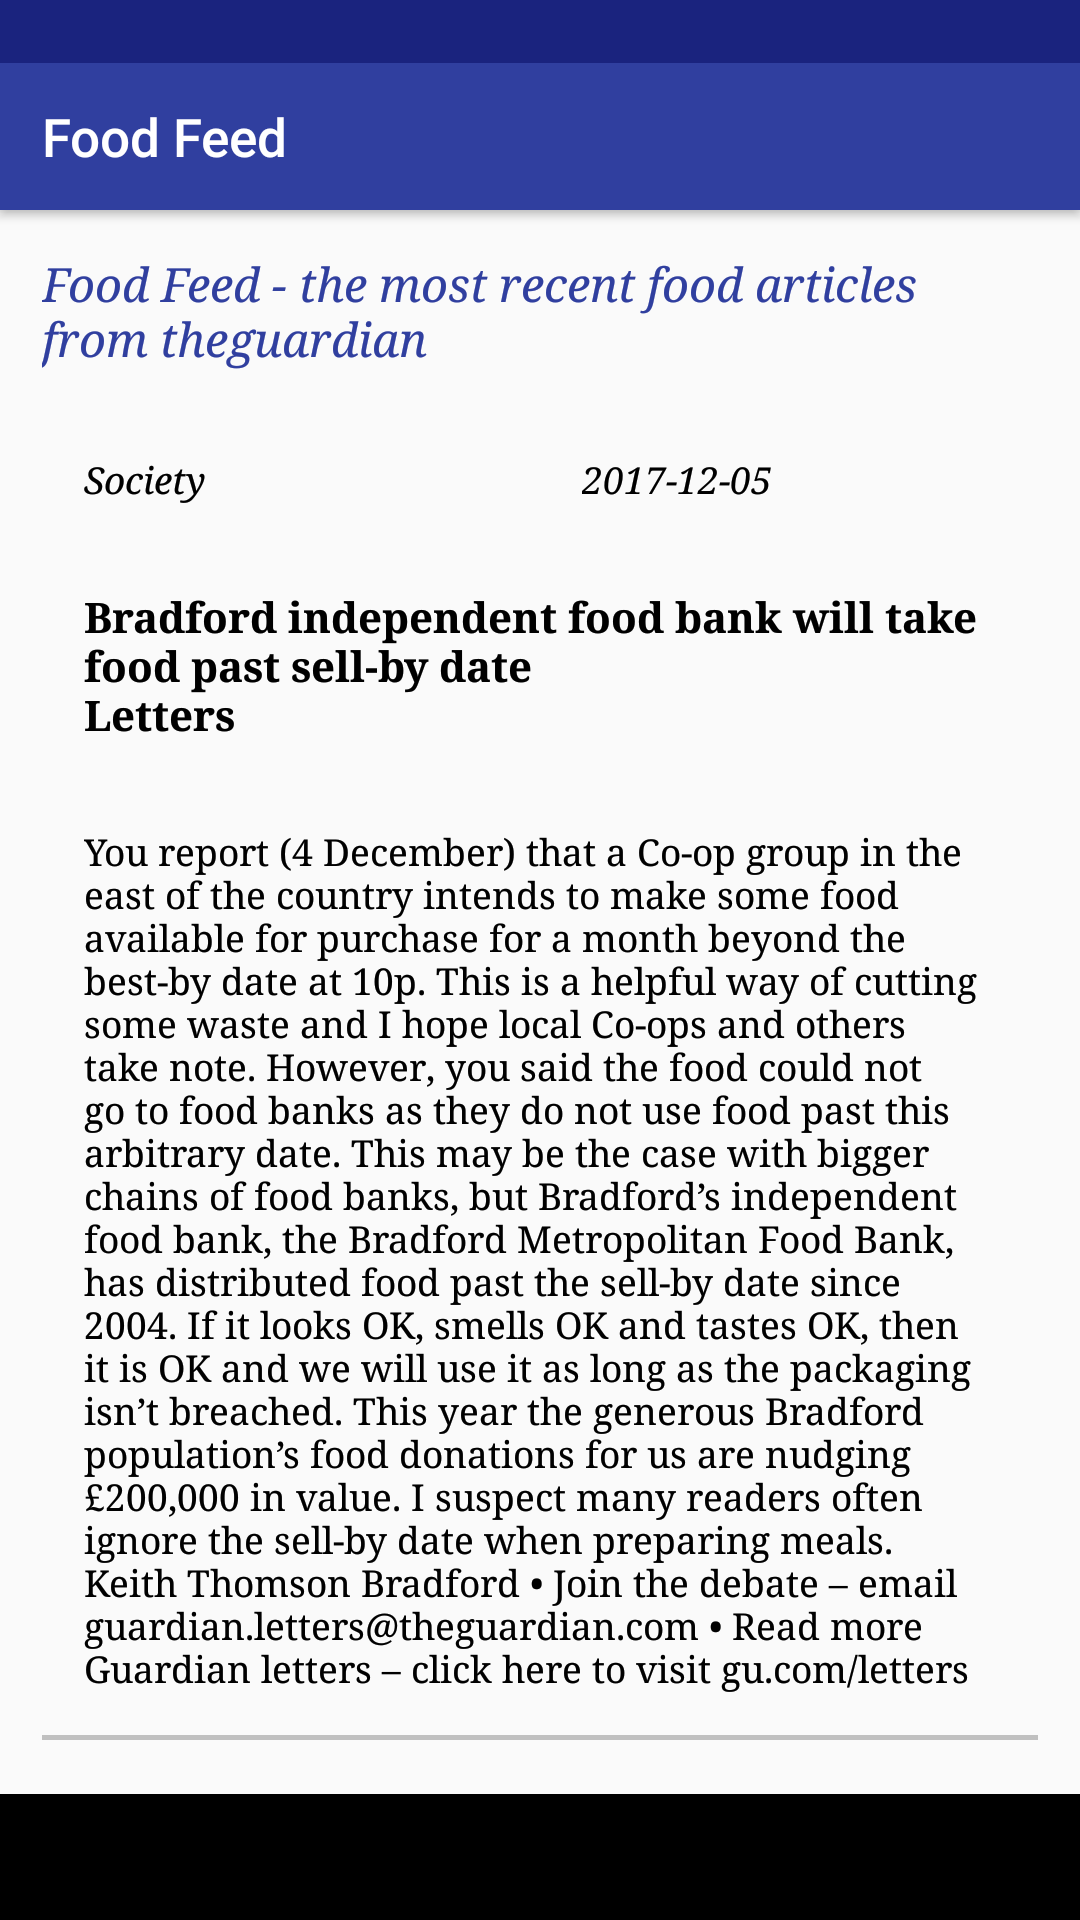 Food Feed
Food Feed - the most recent food articles
from theguardian
Society 2017-12-05
Bradford independent food bank will take
food past sell-by date
Letters
You report (4 December) that a Co-op group in the
east of the country intends to make some food
available for purchase for a month beyond the
best-by date at 10p. This is a helpful way of cutting
some waste and I hope local Co-ops and others
take note. However, you said the food could not
go to food banks as they do not use food past this
arbitrary date. This may be the case with bigger
chains of food banks, but Bradford’s independent
food bank, the Bradford Metropolitan Food Bank,
has distributed food past the sell-by date since
2004. If it looks OK, smells OK and tastes OK, then
it is OK and we will use it as long as the packaging
isn’t breached. This year the generous Bradford
population’s food donations for us are nudging
£200,000 in value. I suspect many readers often
ignore the sell-by date when preparing meals.
Keith Thomson Bradford • Join the debate – email
guardian.letters@theguardian.com • Read more
Guardian letters – click here to visit gu.com/letters